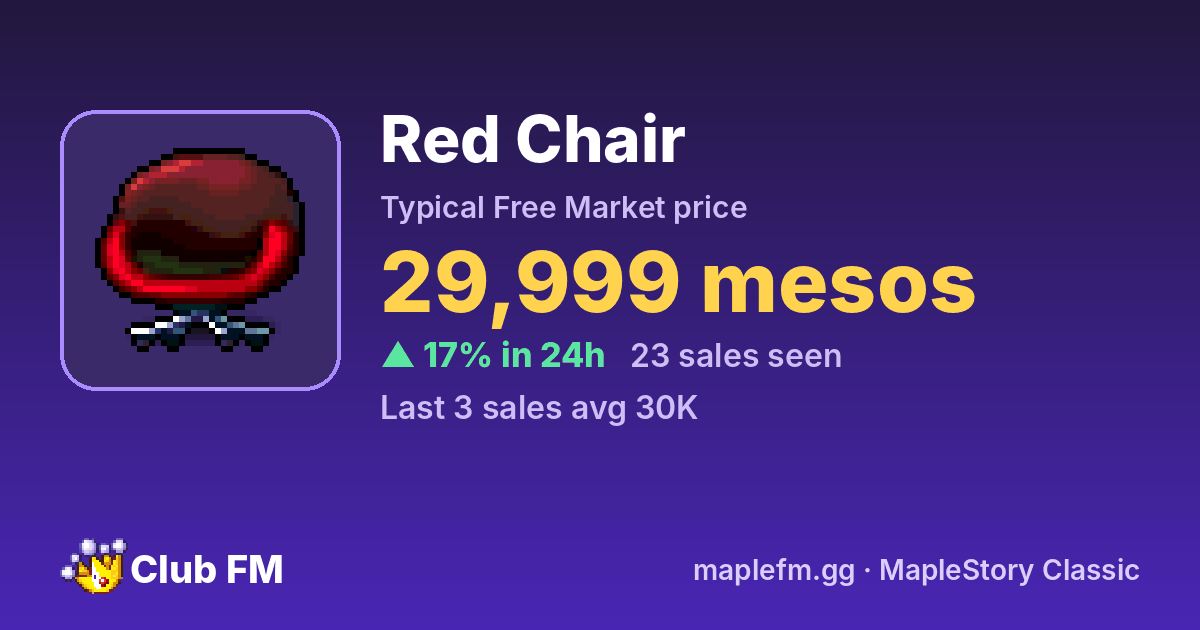 Red Chair
Typical Free Market price
29,999 mesos
▲ 17% in 24h 23 sales seen
Last 3 sales avg 30K
Club FM
maplefm.gg · MapleStory Classic